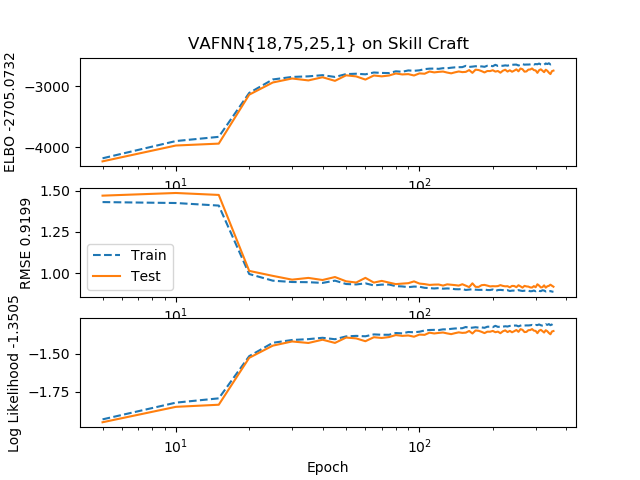 VAFNN{18,75,25,1} on Skill Craft
ELBO -2705.0732
−3000
−4000
10¹
10²
RMSE 0.9199
1.50
1.25
1.00
Train
Test
10¹
10²
Log Likelihood -1.3505
−1.50
−1.75
10¹
10²
Epoch